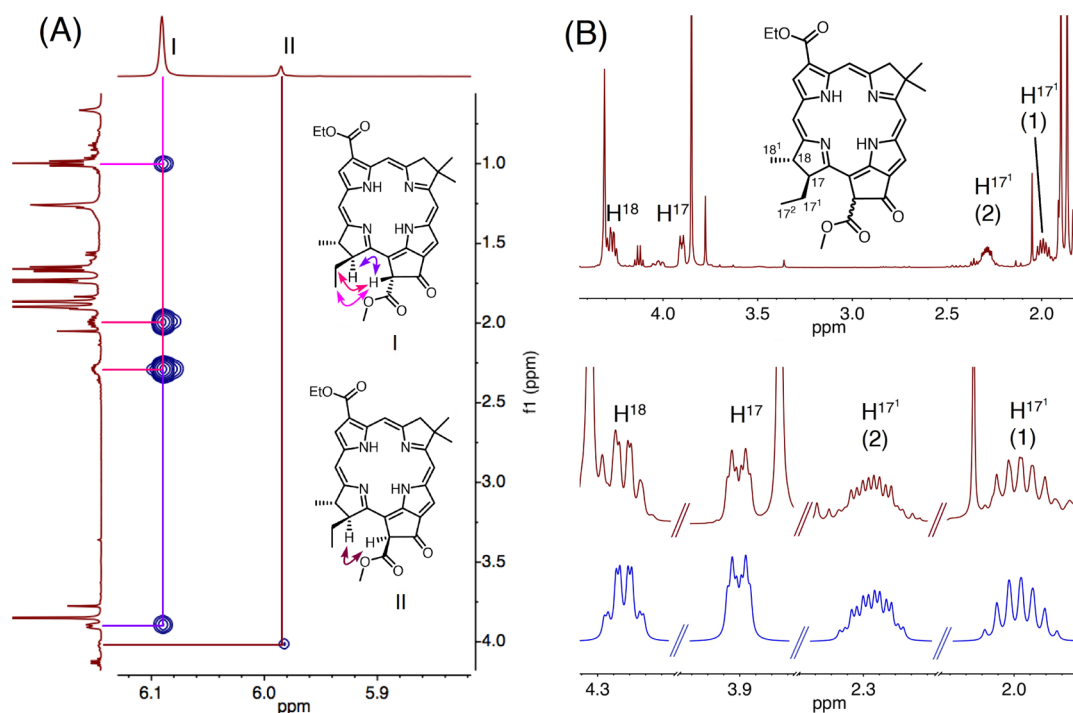 (A)
I
II
EtO
O
NH
N
N
HN
H
H
O
O
O
I
EtO
O
NH
N
N
HN
H
H
O
O
O
II
1.0
1.5
2.0
2.5
3.0
3.5
4.0
f1 (ppm)
6.1
6.0
5.9
ppm
(B)
EtO
O
NH
N
N
HN
18¹
18
17
17¹
17²
O
O
O
H¹⁸
H¹⁷
H¹⁷¹
(2)
H¹⁷¹
(1)
4.0
3.5
3.0
2.5
2.0
ppm
H¹⁸
H¹⁷
H¹⁷¹
(2)
H¹⁷¹
(1)
4.3
3.9
2.3
2.0
ppm